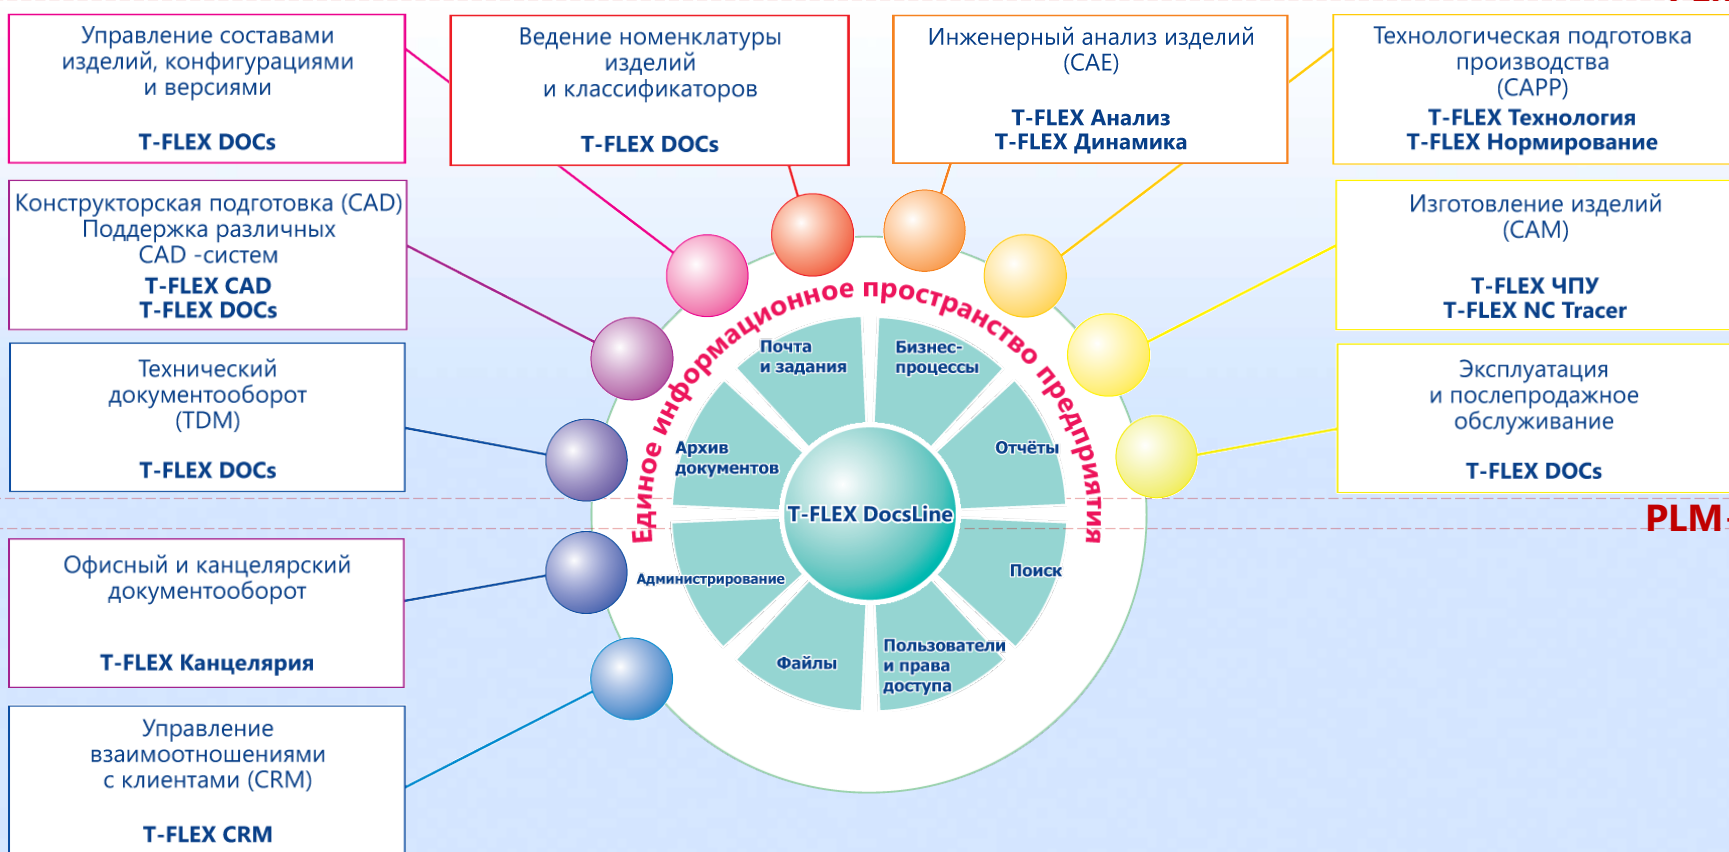 Управление составами
изделий, конфигурациями
и версиями
T-FLEX DOCs
Ведение номенклатуры
изделий
и классификаторов
T-FLEX DOCs
Инженерный анализ изделий
(CAE)
T-FLEX Анализ
T-FLEX Динамика
Технологическая подготовка
производства
(CAPP)
T-FLEX Технология
T-FLEX Нормирование
Конструкторская подготовка (CAD)
Поддержка различных
CAD -систем
T-FLEX CAD
T-FLEX DOCs
Изготовление изделий
(CAM)
T-FLEX ЧПУ
T-FLEX NC Tracer
Технический
документооборот
(TDM)
T-FLEX DOCs
Эксплуатация
и послепродажное
обслуживание
T-FLEX DOCs
Единое информационное пространство предприятия
Почта
и задания
Бизнес-
процессы
Архив
документов
Отчёты
T-FLEX DocsLine
PLM-
Администрирование
Поиск
Файлы
Пользователи
и права
доступа
Офисный и канцелярский
документооборот
T-FLEX Канцелярия
Управление
взаимоотношениями
с клиентами (CRM)
T-FLEX CRM